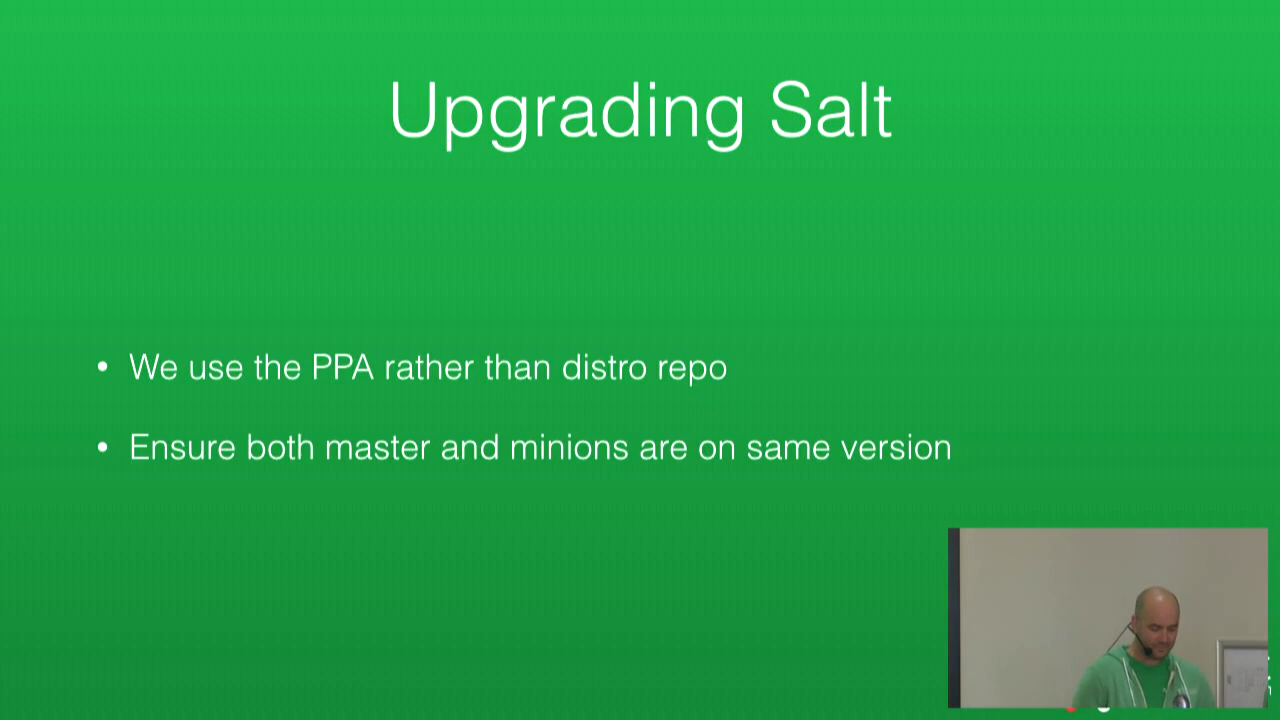 Upgrading Salt
• We use the PPA rather than distro repo
• Ensure both master and minions are on same version